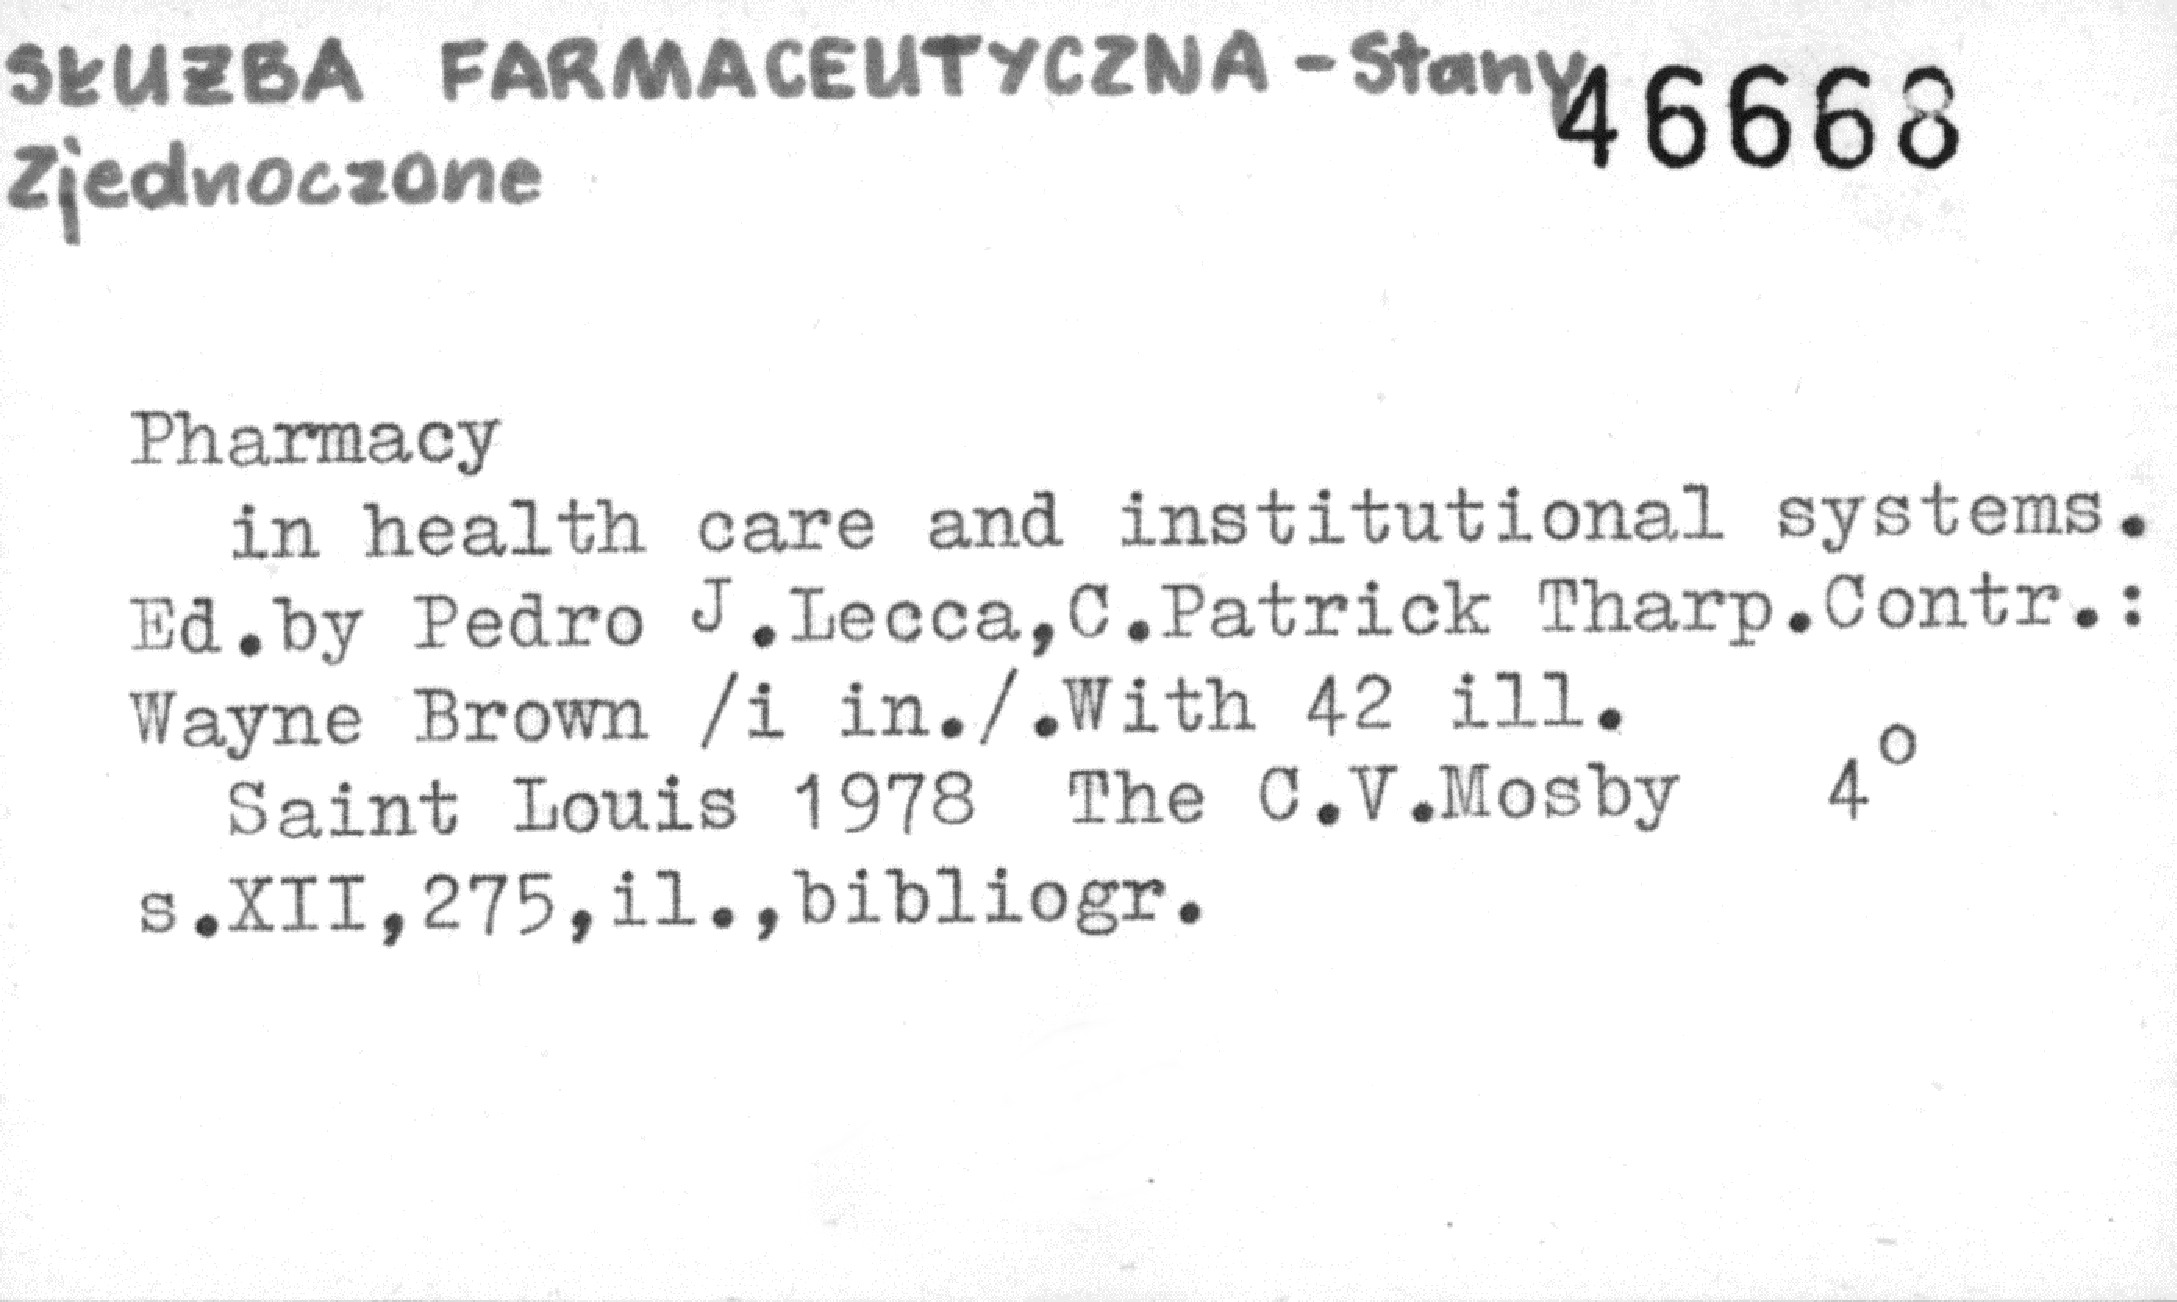 SŁUŻBA FARMACEUTYCZNA - Stany 46668
Zjednoczone
Pharmacy
in health care and institutional systems.
Ed.by Pedro J.Lecca,C.Patrick Tharp.Contr.:
Wayne Brown /i in./.With 42 ill.
Saint Louis 1978 The C.V.Mosby 4°
s.XII,275,il.,bibliogr.